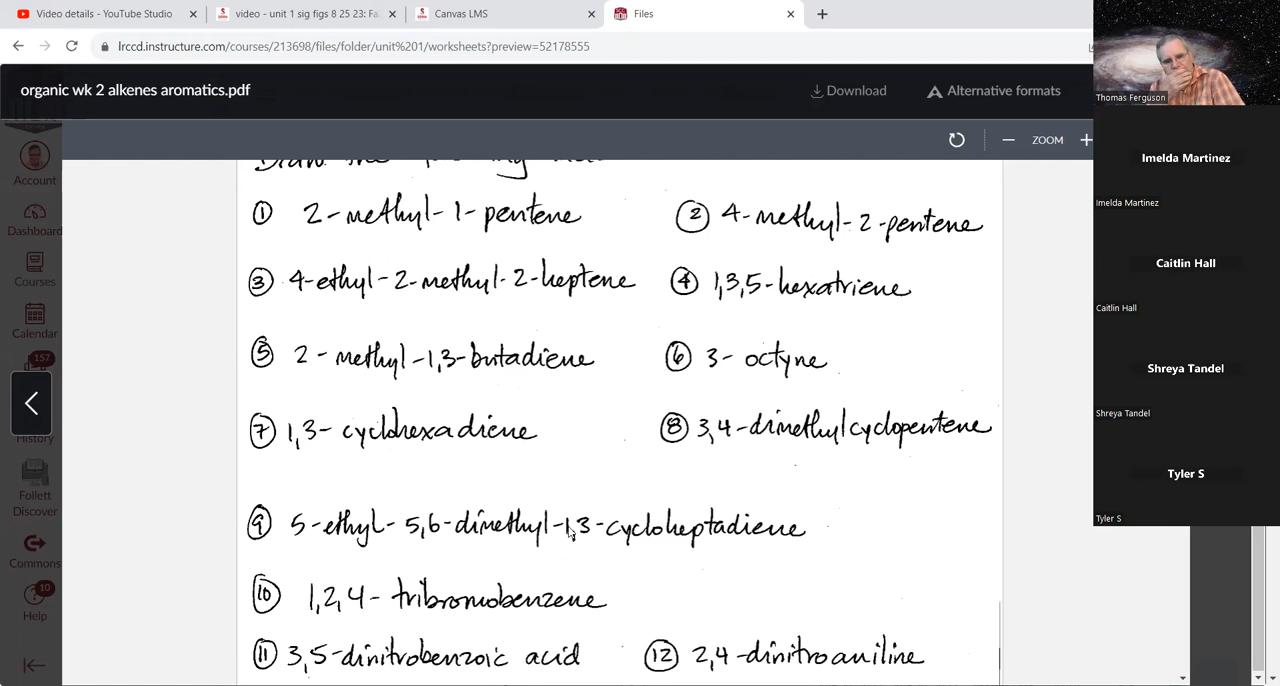 Video details - YouTube Studio
video - unit 1 sig figs 8 25 23: Fa
Canvas LMS
Files
lrccd.instructure.com/courses/213698/files/folder/unit%201/worksheets?preview=52178555
organic wk 2 alkenes aromatics.pdf
Download
Alternative formats
ZOOM
Account
Dashboard
Courses
Calendar
157
History
Follett
Discover
Commons
10
Help
① 2-methyl-1-pentene
② 4-methyl-2-pentene
③ 4-ethyl-2-methyl-2-heptene
④ 1,3,5-hexatriene
⑤ 2-methyl-1,3-butadiene
⑥ 3-octyne
⑦ 1,3-cyclohexadiene
⑧ 3,4-dimethylcyclopentene
⑨ 5-ethyl-5,6-dimethyl-1,3-cycloheptadiene
⑩ 1,2,4-tribromobenzene
⑪ 3,5-dinitrobenzoic acid
⑫ 2,4-dinitroaniline
Thomas Ferguson
Imelda Martinez
Imelda Martinez
Caitlin Hall
Caitlin Hall
Shreya Tandel
Shreya Tandel
Tyler S
Tyler S